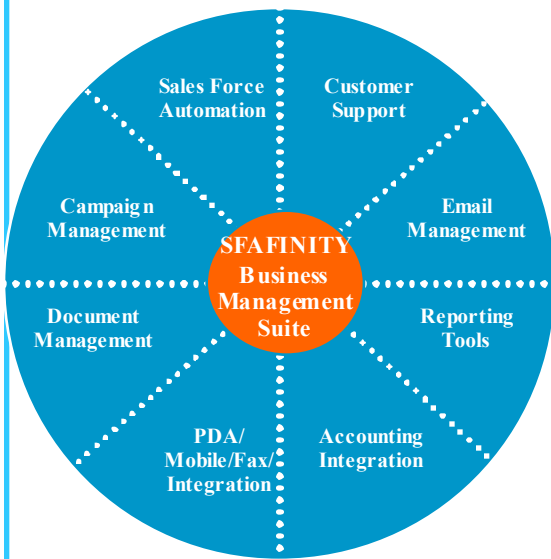 Sales Force
Automation
Customer
Support
Campaign
Management
Email
Management
SFAFINITY
Business
Management
Suite
Document
Management
Reporting
Tools
PDA/
Mobile/Fax/
Integration
Accounting
Integration